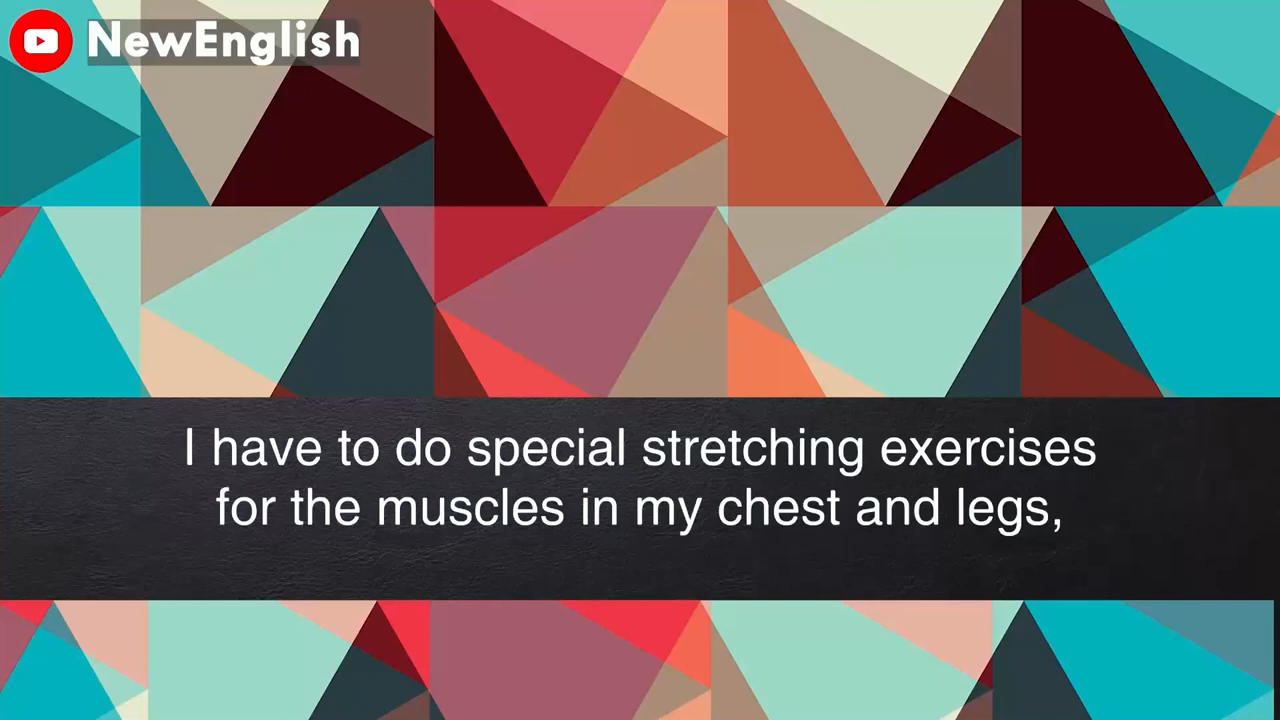 NewEnglish
I have to do special stretching exercises
for the muscles in my chest and legs,